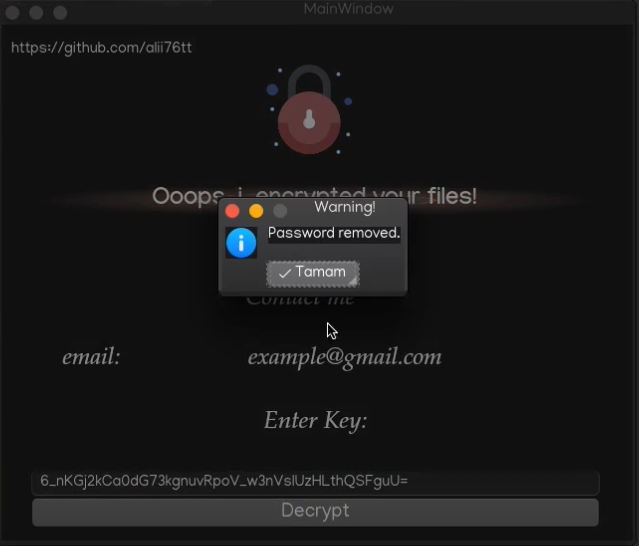 MainWindow
https://github.com/alii76tt
Ooops, i encrypted your files!
Warning!
Password removed.
Tamam
Contact me
email: example@gmail.com
Enter Key:
6_nKGj2kCa0dG73kgnuvRpoV_w3nVslUzHLthQSFguU=
Decrypt